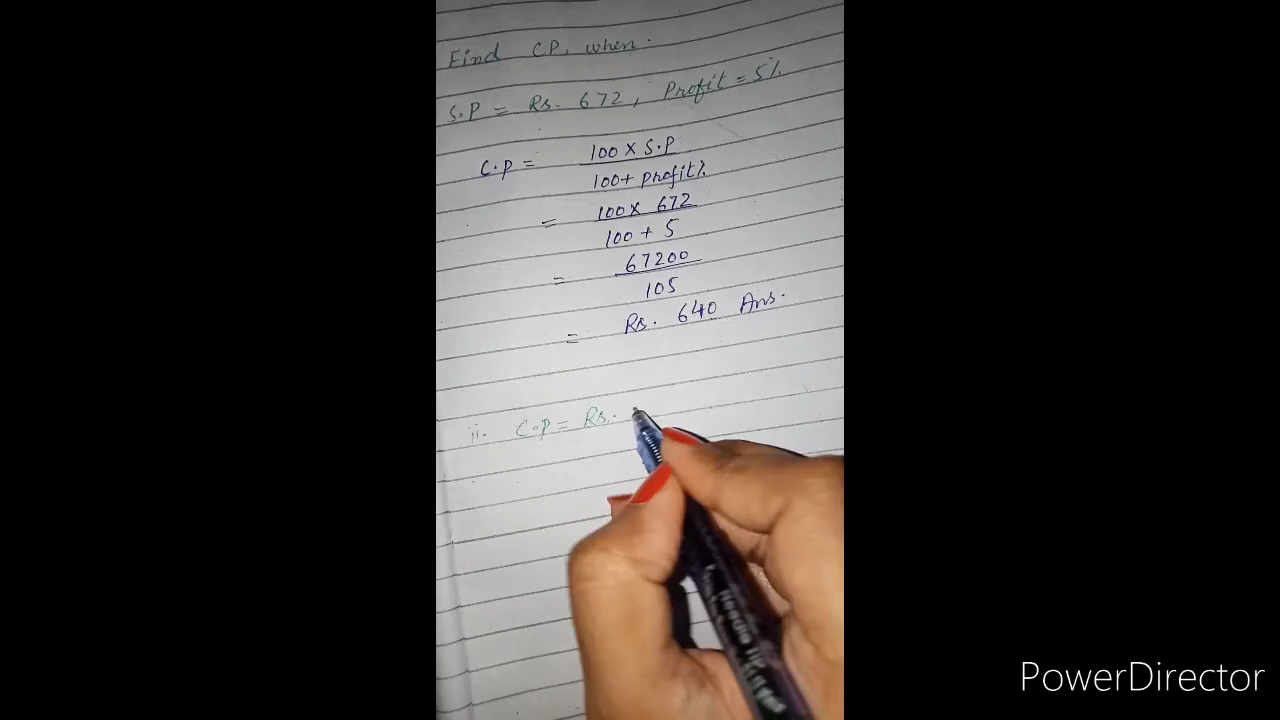 Find C.P, when.
S.P = Rs. 672, Profit = 5%
C.P = 100 X S.P
100+ profit%
= 100 X 672
100 + 5
= 67200
105
= Rs. 640 Ans.
ii. C.P = Rs.
PowerDirector